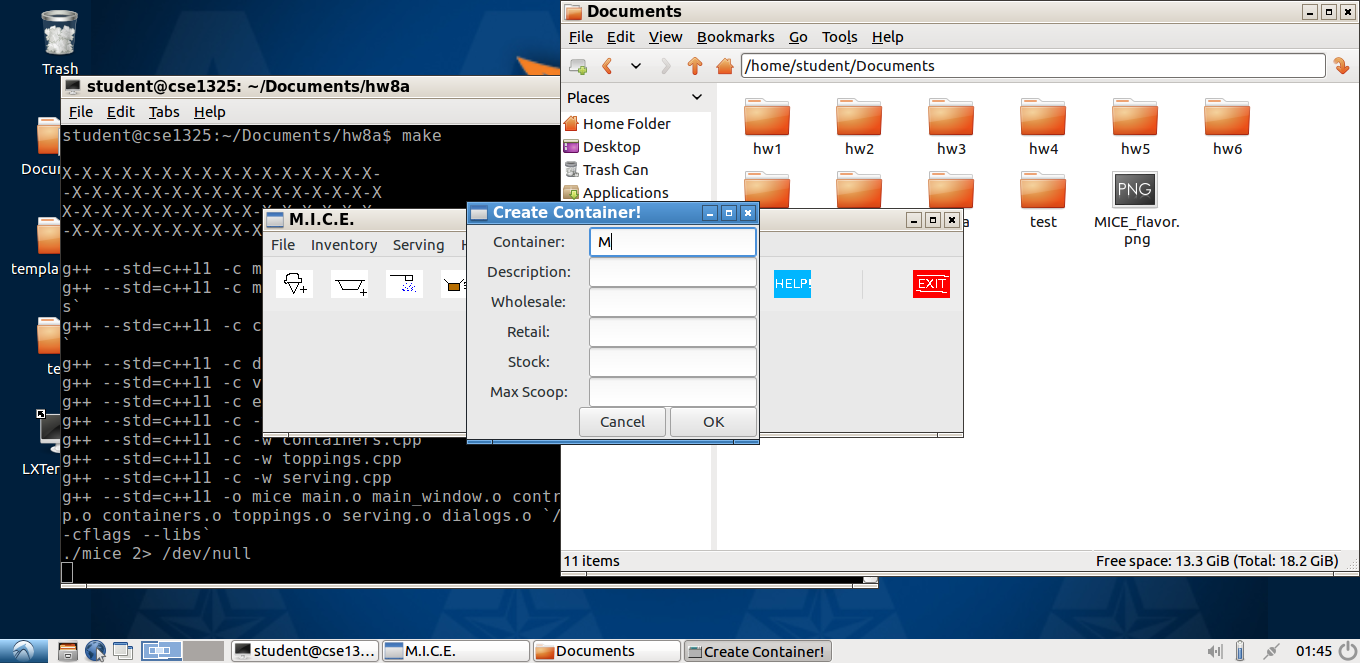 Trash
Documents
File Edit View Bookmarks Go Tools Help
/home/student/Documents
Places
Home Folder
Desktop
Trash Can
Applications
hw1 hw2 hw3 hw4 hw5 hw6
test
MICE_flavor.
png
PNG
11 items
Free space: 13.3 GiB (Total: 18.2 GiB)
student@cse1325: ~/Documents/hw8a
File Edit Tabs Help
student@cse1325:~/Documents/hw8a$ make
X-X-X-X-X-X-X-X-X-X-X-X-X-X-X-
-X-X-X-X-X-X-X-X-X-X-X-X-X-X-X
X-X-X-X-X-X-X-X-X-X
-X-X-X-X-X-X-X-X-X-X
g++ --std=c++11 -c m
g++ --std=c++11 -c m
s`
g++ --std=c++11 -c c
`
g++ --std=c++11 -c d
g++ --std=c++11 -c v
g++ --std=c++11 -c e
g++ --std=c++11 -c -
g++ --std=c++11 -c -w containers.cpp
g++ --std=c++11 -c -w toppings.cpp
g++ --std=c++11 -c -w serving.cpp
g++ --std=c++11 -o mice main.o main_window.o contr
p.o containers.o toppings.o serving.o dialogs.o `/
-cflags --libs`
./mice 2> /dev/null
M.I.C.E.
File Inventory Serving
HELP!
EXIT
Create Container!
Container: M
Description:
Wholesale:
Retail:
Stock:
Max Scoop:
Cancel OK
student@cse13... M.I.C.E. Documents Create Container! 01:45